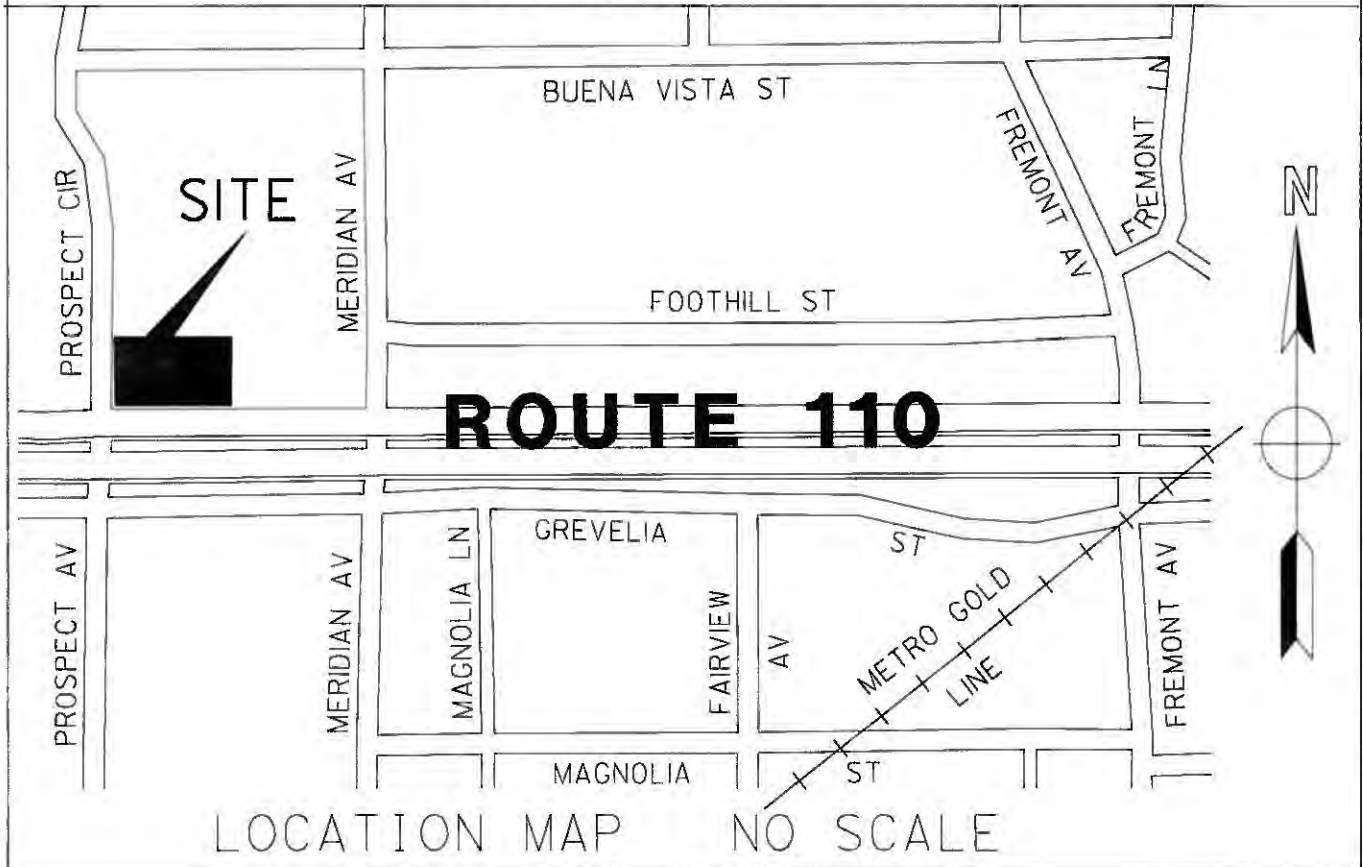 BUENA VISTA ST
FREMONT AV
FREMONT LN
N
PROSPECT CIR
SITE
MERIDIAN AV
FOOTHILL ST
ROUTE 110
PROSPECT AV
MERIDIAN AV
MAGNOLIA LN
GREVELIA ST
FAIRVIEW AV
METRO GOLD
LINE
FREMONT AV
MAGNOLIA ST
LOCATION MAP NO SCALE